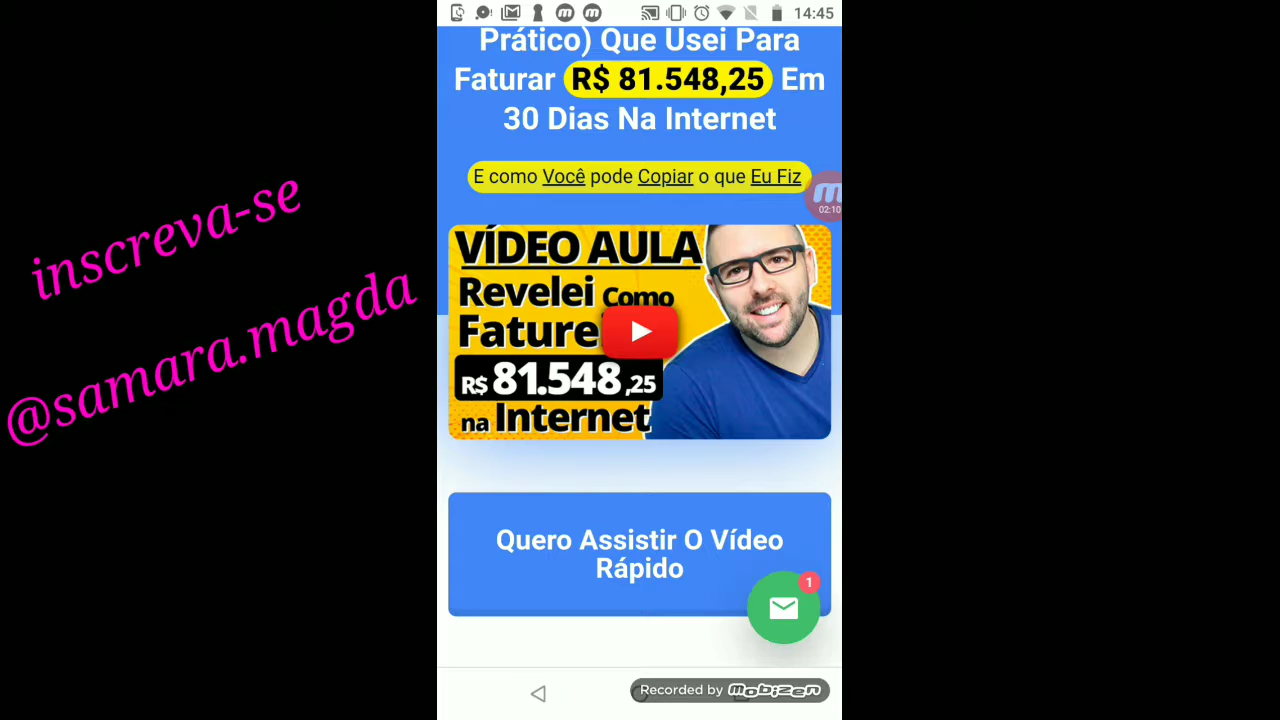 inscreva-se
@samara.magda
14:45
Prático) Que Usei Para
Faturar R$ 81.548,25 Em
30 Dias Na Internet
E como Você pode Copiar o que Eu Fiz
02:10
VÍDEO AULA
Revelei Como
Fature
R$ 81.548,25
na Internet
Quero Assistir O Vídeo
Rápido
1
Recorded by mobizen